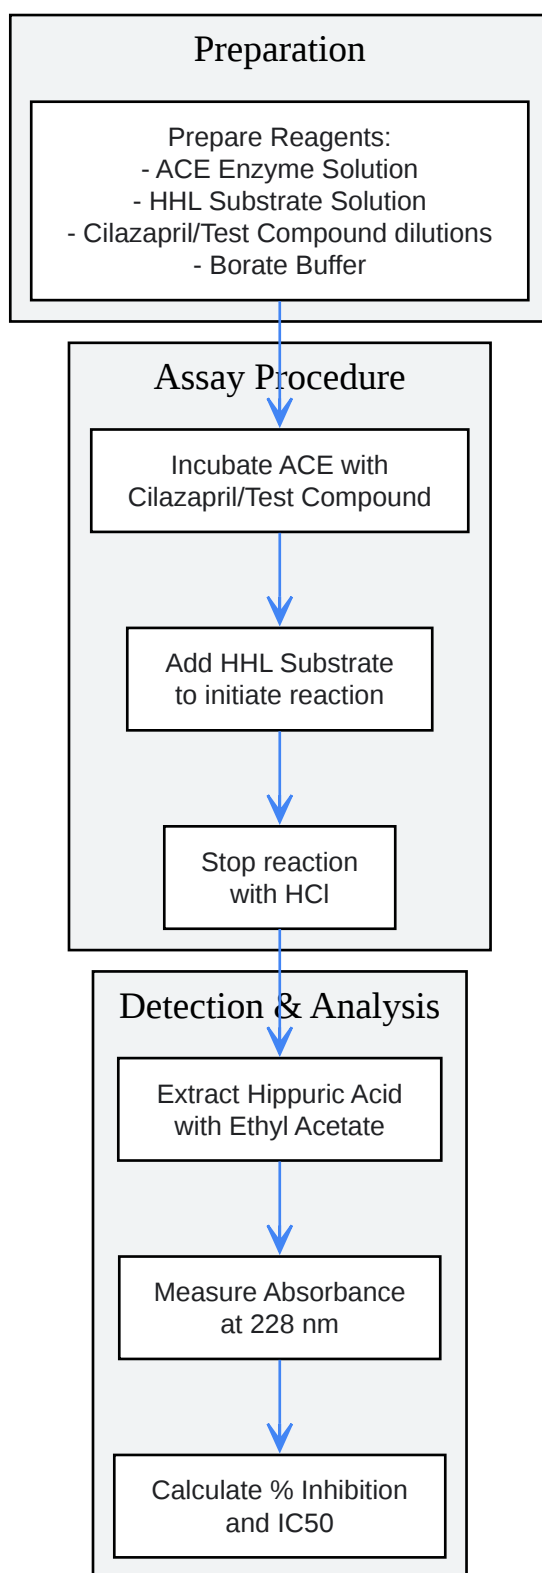 Preparation
Prepare Reagents:
- ACE Enzyme Solution
- HHL Substrate Solution
- Cilazapril/Test Compound dilutions
- Borate Buffer
Assay Procedure
Incubate ACE with
Cilazapril/Test Compound
Add HHL Substrate
to initiate reaction
Stop reaction
with HCl
Detection & Analysis
Extract Hippuric Acid
with Ethyl Acetate
Measure Absorbance
at 228 nm
Calculate % Inhibition
and IC50